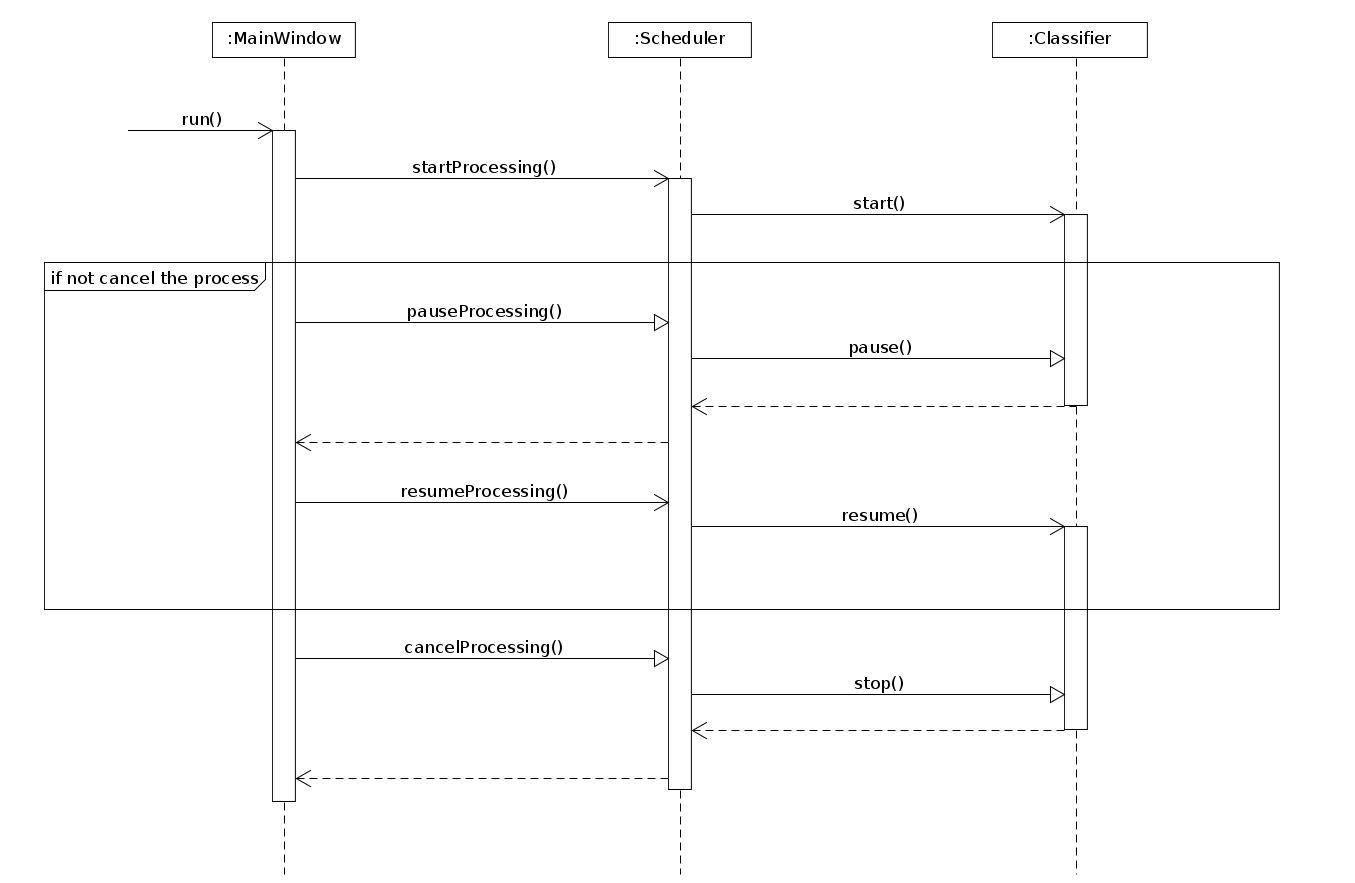 :MainWindow
:Scheduler
:Classifier
run()
startProcessing()
start()
if not cancel the process
pauseProcessing()
pause()
resumeProcessing()
resume()
cancelProcessing()
stop()